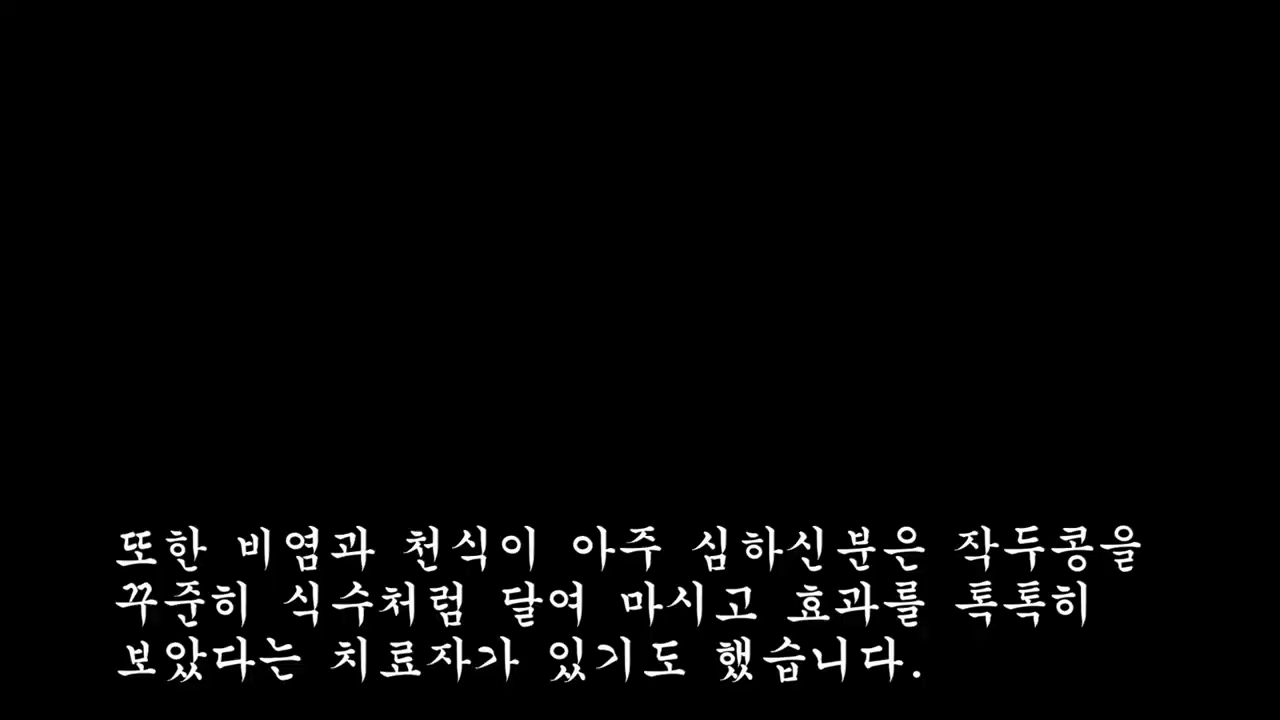 또한 비염과 천식이 아주 심하신분은 작두콩을
꾸준히 식수처럼 달여 마시고 효과를 톡톡히
보았다는 치료자가 있기도 했습니다.